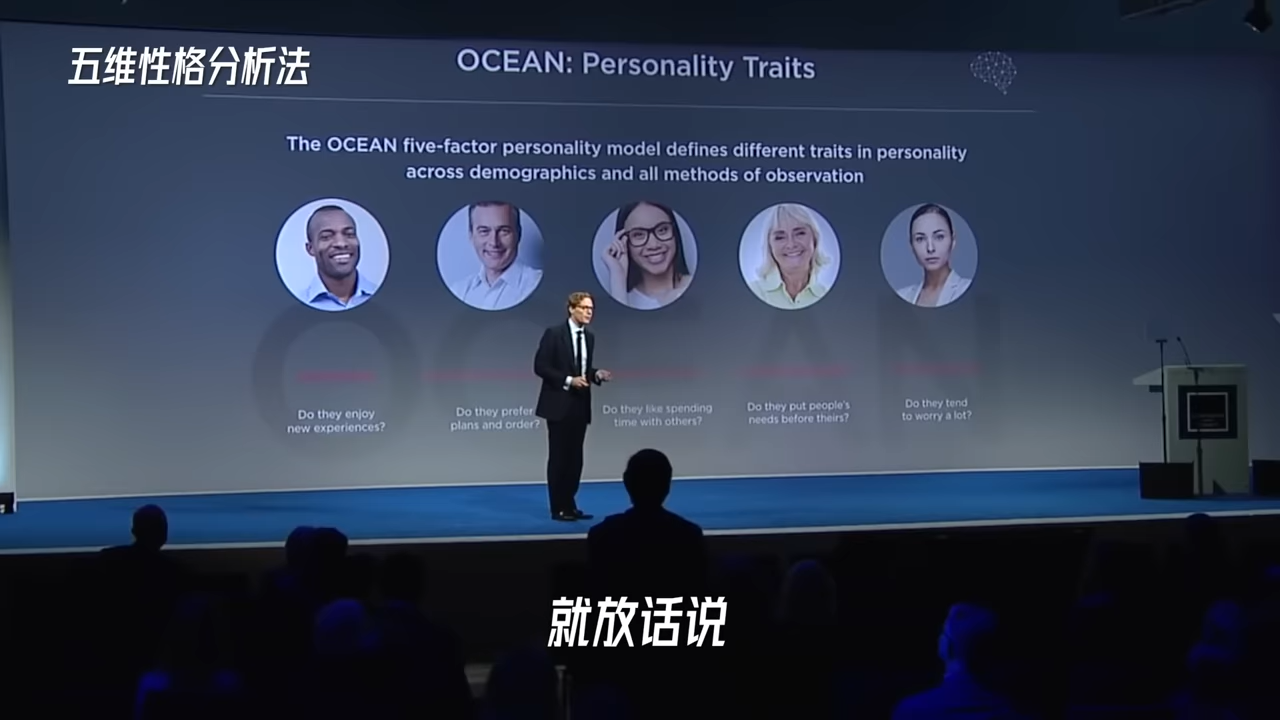 五维性格分析法
OCEAN: Personality Traits
The OCEAN five-factor personality model defines different traits in personality
across demographics and all methods of observation
OCEAN
Do they enjoy
new experiences?
Do they prefer
plans and order?
Do they like spending
time with others?
Do they put people's
needs before theirs?
Do they tend
to worry a lot?
就放话说